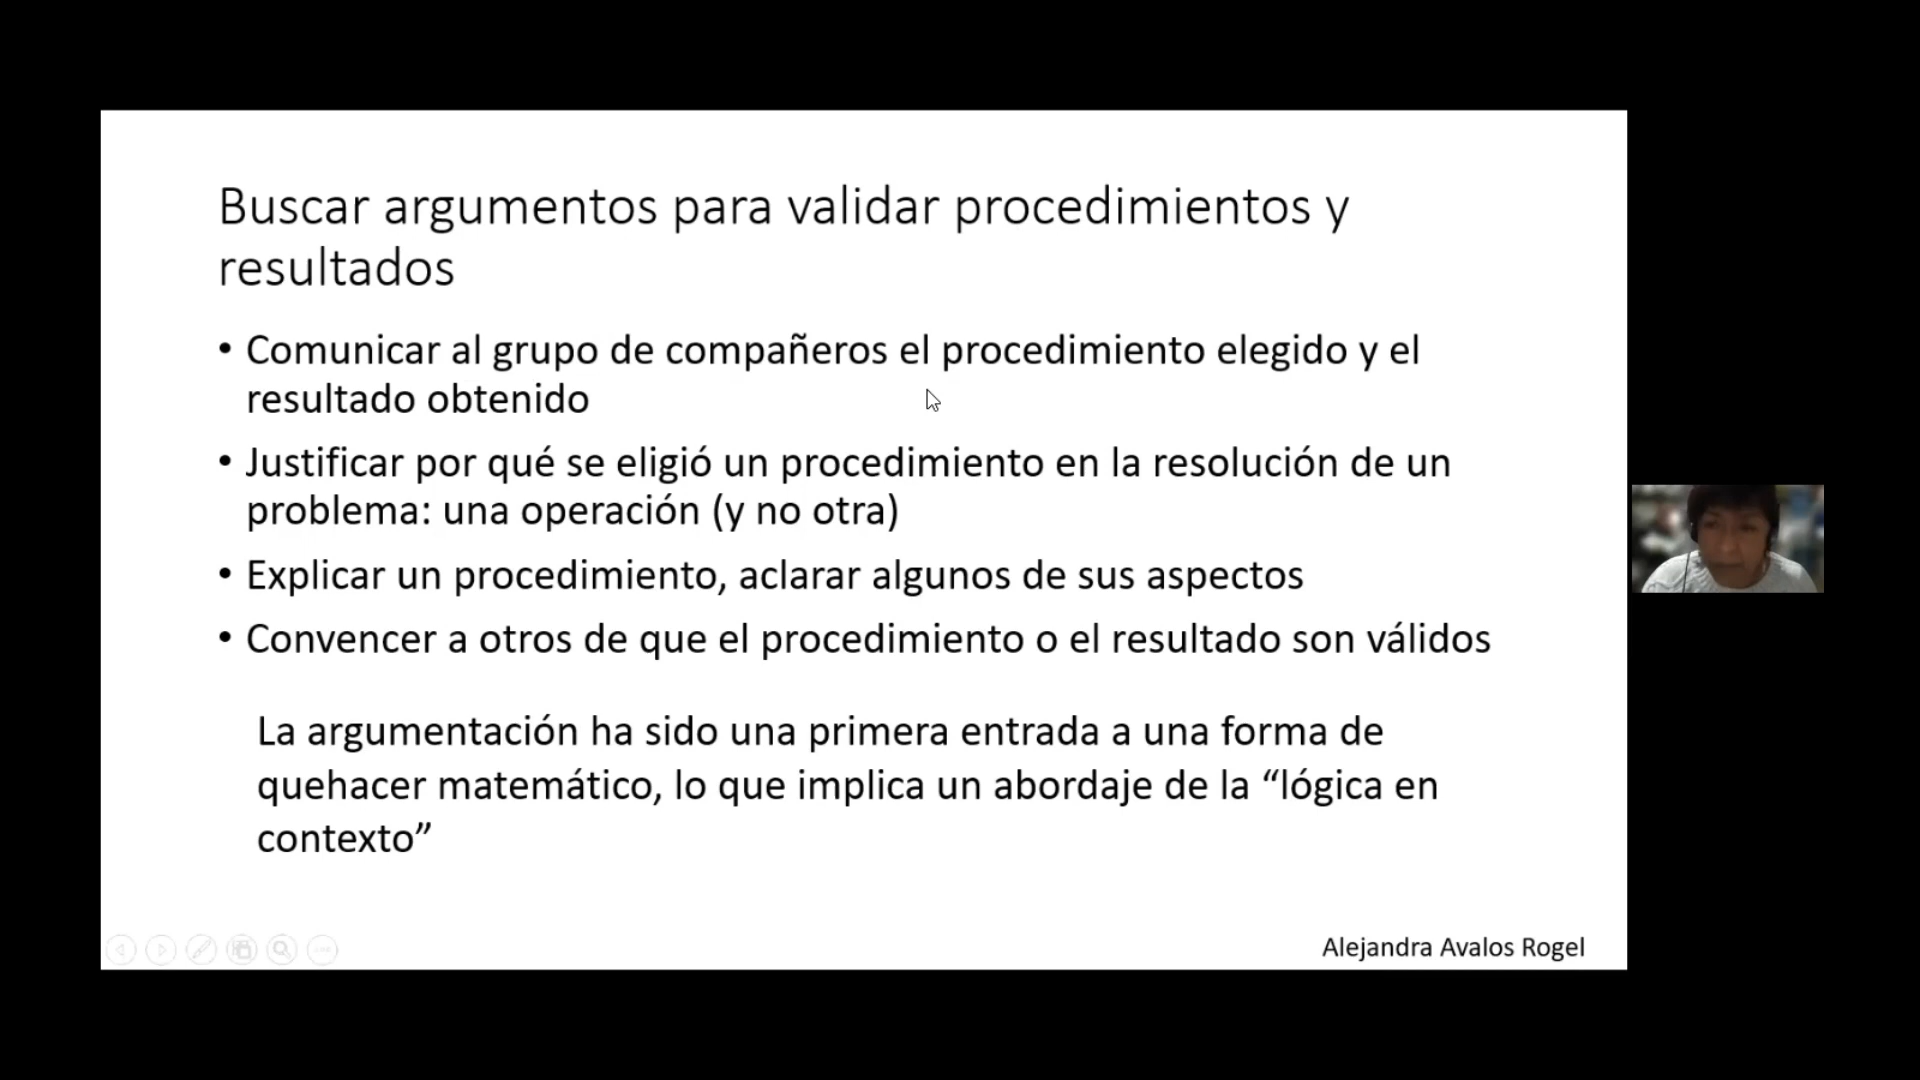 Buscar argumentos para validar procedimientos y
resultados
• Comunicar al grupo de compañeros el procedimiento elegido y el
resultado obtenido
• Justificar por qué se eligió un procedimiento en la resolución de un
problema: una operación (y no otra)
• Explicar un procedimiento, aclarar algunos de sus aspectos
• Convencer a otros de que el procedimiento o el resultado son válidos
La argumentación ha sido una primera entrada a una forma de
quehacer matemático, lo que implica un abordaje de la “lógica en
contexto”
Alejandra Avalos Rogel